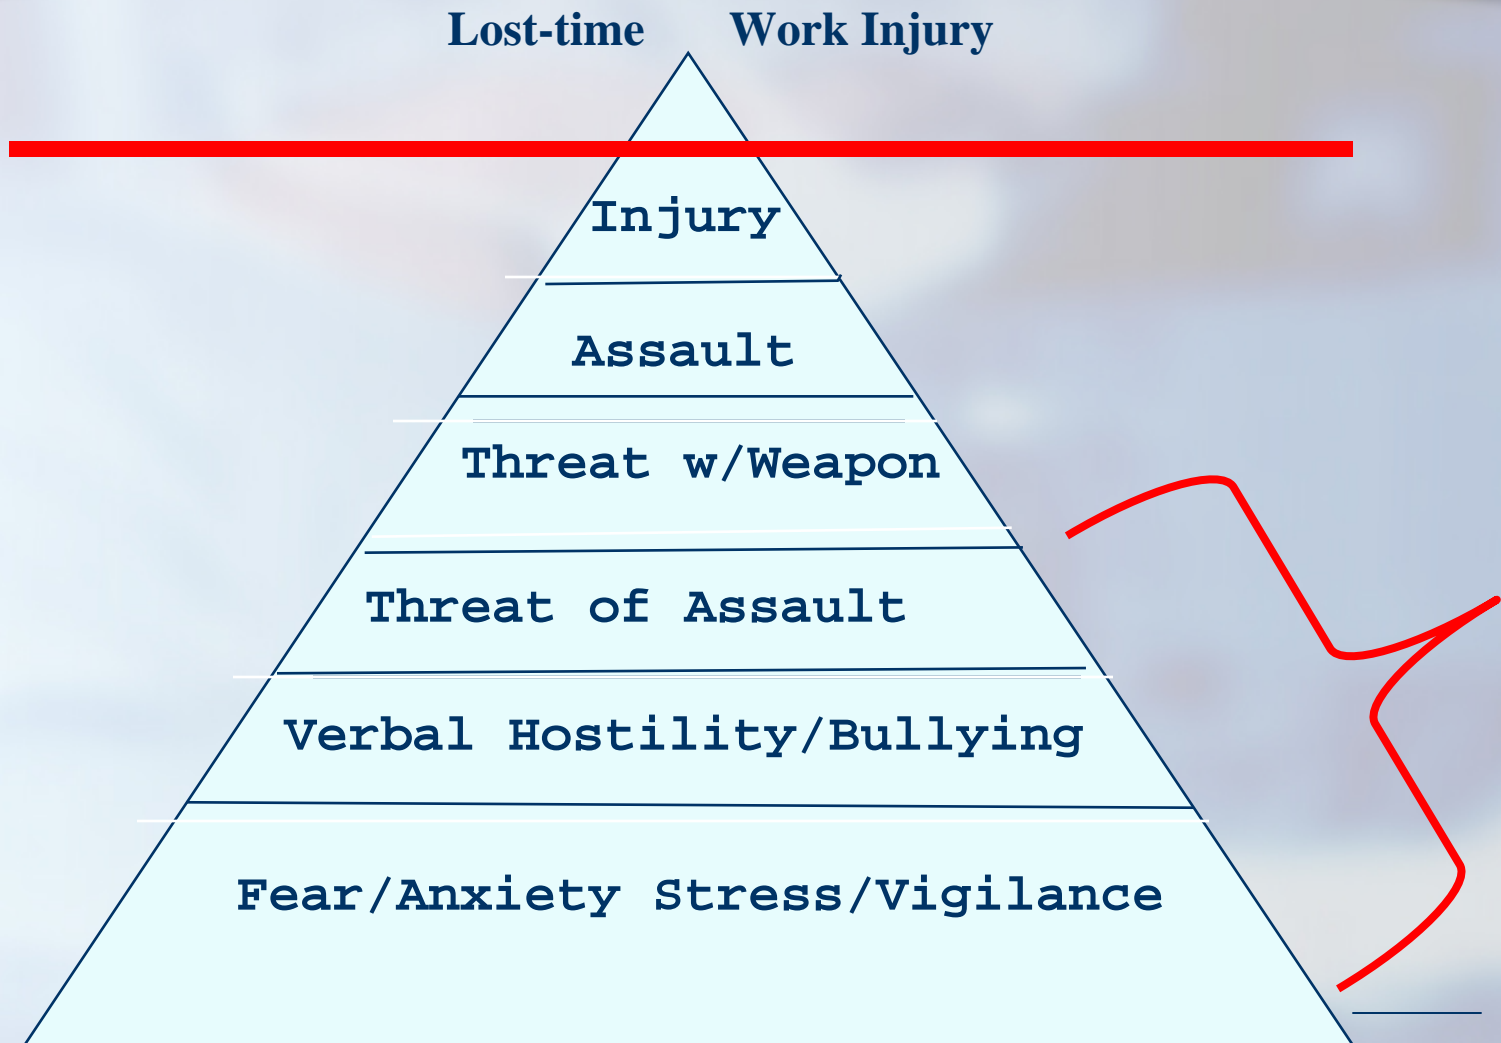 Lost-time Work Injury
Injury
Assault
Threat w/Weapon
Threat of Assault
Verbal Hostility/Bullying
Fear/Anxiety Stress/Vigilance